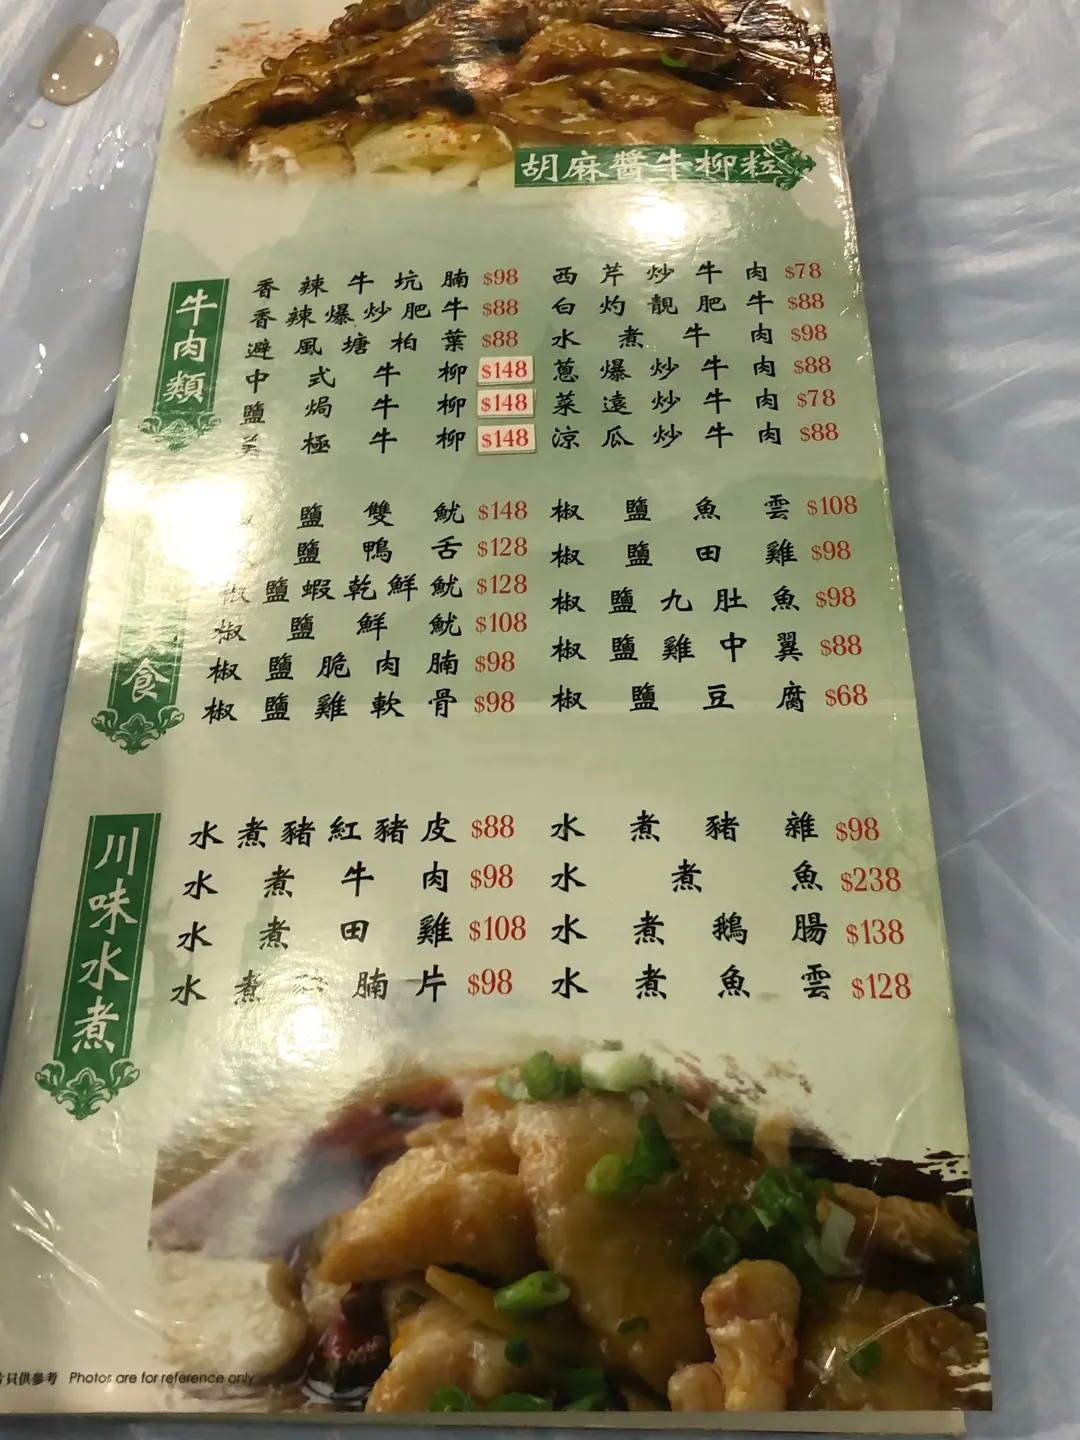 胡麻醬牛柳粒
牛肉類
香辣牛坑腩 $98
香辣爆炒肥牛 $88
避風塘柏葉 $88
中式牛柳 $148
鹽焗牛柳 $148
極牛柳 $148
西芹炒牛肉 $78
白灼靚肥牛 $88
水煮牛肉 $98
蔥爆炒牛肉 $88
菜遠炒牛肉 $78
涼瓜炒牛肉 $88
食
鹽雙魷 $148
鹽鴨舌 $128
椒鹽蝦乾鮮魷 $128
椒鹽鮮魷 $108
椒鹽脆肉腩 $98
椒鹽雞軟骨 $98
椒鹽魚雲 $108
椒鹽田雞 $98
椒鹽九肚魚 $98
椒鹽雞中翼 $88
椒鹽豆腐 $68
川味水煮
水煮豬紅豬皮 $88
水煮牛肉 $98
水煮田雞 $108
水煮腩片 $98
水煮豬雜 $98
水煮魚 $238
水煮鵝腸 $138
水煮魚雲 $128
片只供參考 Photos are for reference only